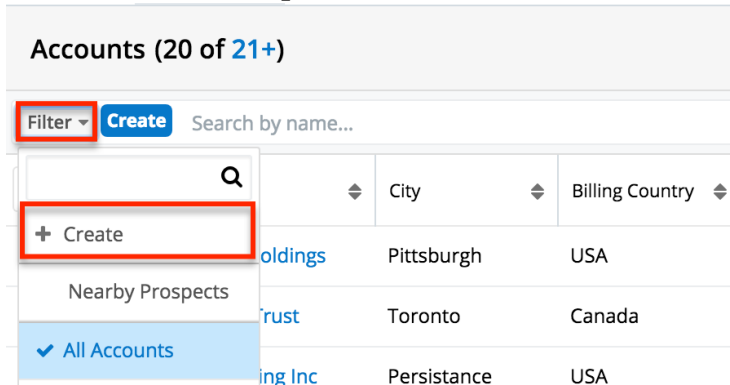 Accounts (20 of 21+)
Filter Create Search by name...
City Billing Country
+ Create
oldings Pittsburgh USA
Nearby Prospects
Trust Toronto Canada
All Accounts
ing Inc Persistance USA